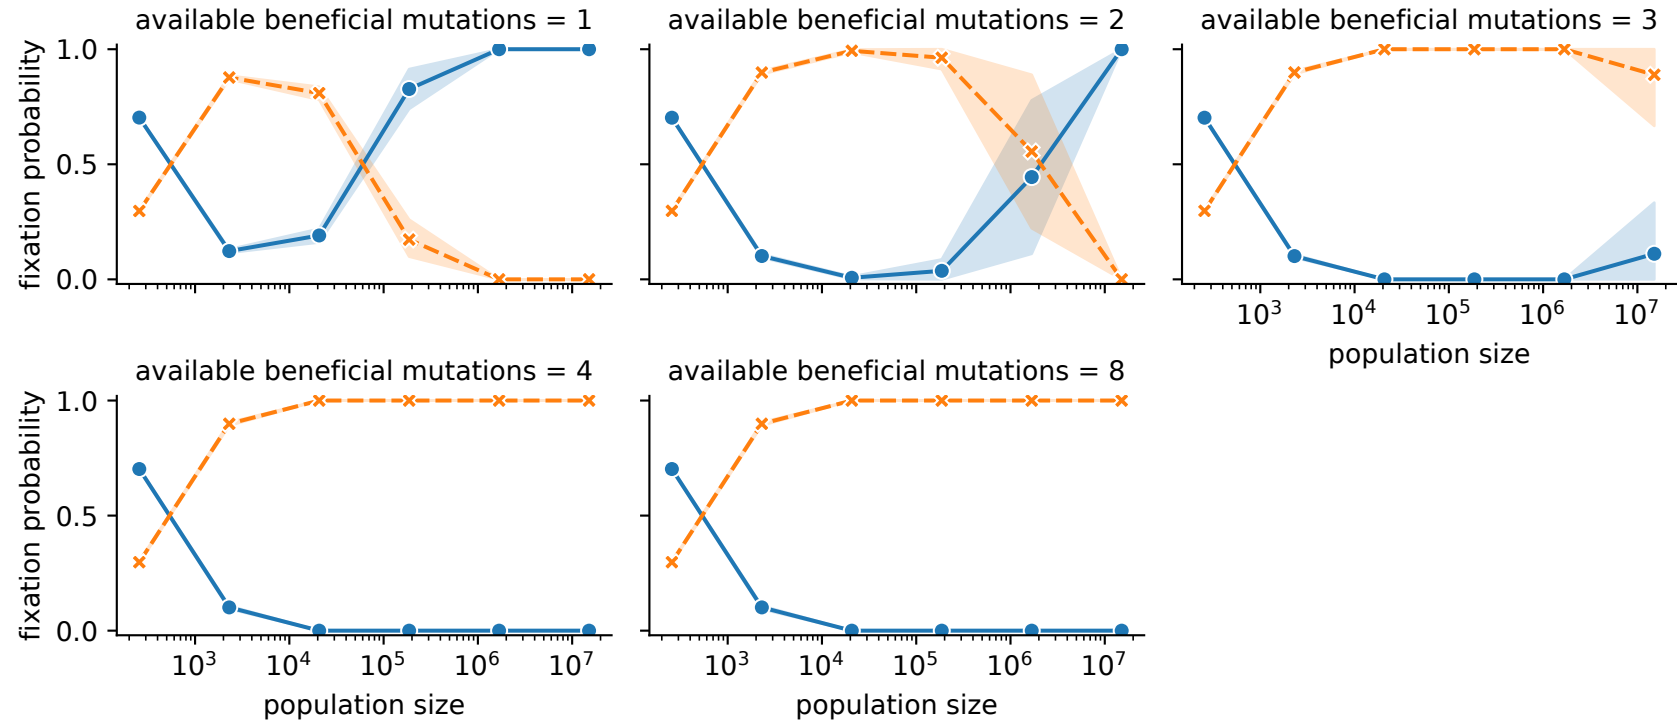 available beneficial mutations = 1
available beneficial mutations = 2
available beneficial mutations = 3
fixation probability
1.0
0.5
0.0
10³ 10⁴ 10⁵ 10⁶ 10⁷
population size
available beneficial mutations = 4
available beneficial mutations = 8
fixation probability
1.0
0.5
0.0
10³ 10⁴ 10⁵ 10⁶ 10⁷
population size
10³ 10⁴ 10⁵ 10⁶ 10⁷
population size